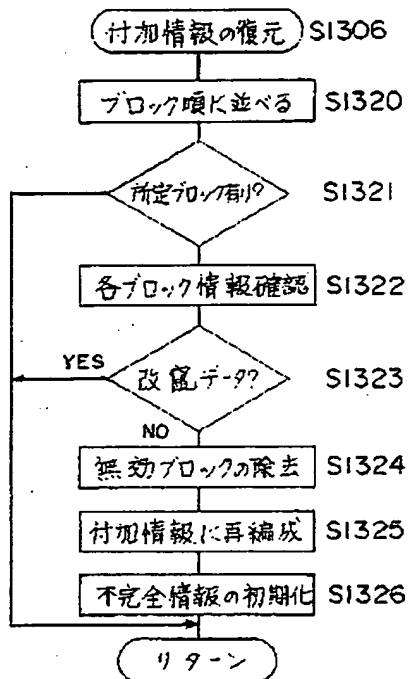 付加情報の復元 S1306
ブロック順に並べる S1320
所定ブロック有り? S1321
各ブロック情報確認 S1322
YES 改竄データ? S1323
NO
無効ブロックの除去 S1324
付加情報に再編成 S1325
不完全情報の初期化 S1326
リターン